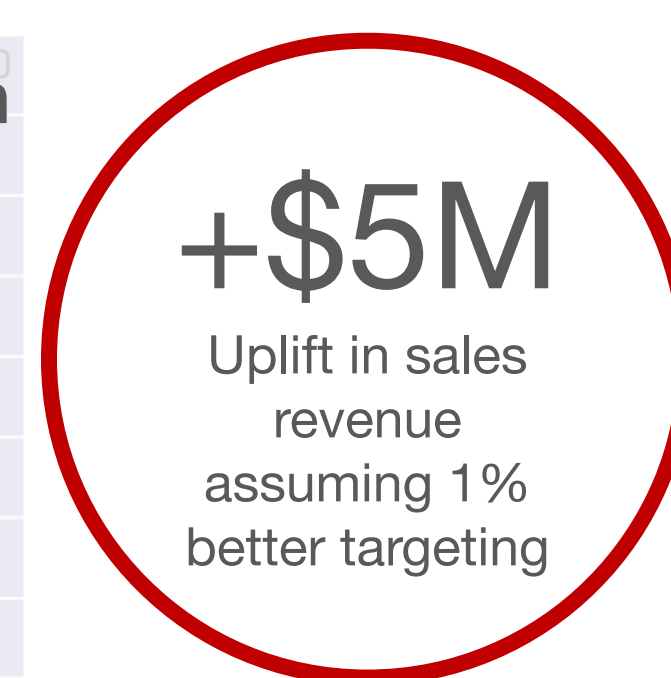 +$5M
Uplift in sales
revenue
assuming 1%
better targeting